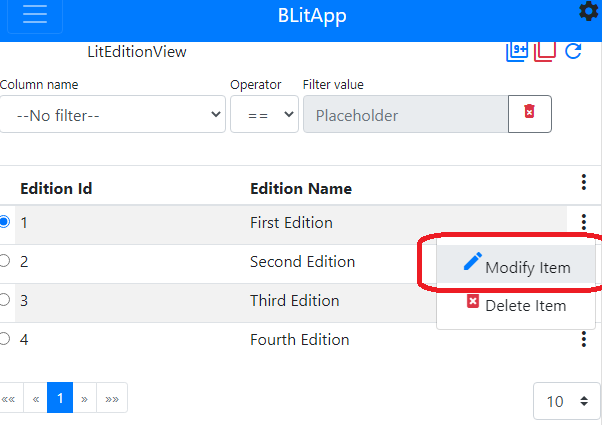 BLitApp
LitEditionView
9+
Column name Operator Filter value
--No filter-- == Placeholder
Edition Id Edition Name
1 First Edition
2 Second Edition
Modify Item
3 Third Edition
Delete Item
4 Fourth Edition
«« « 1 » »» 10